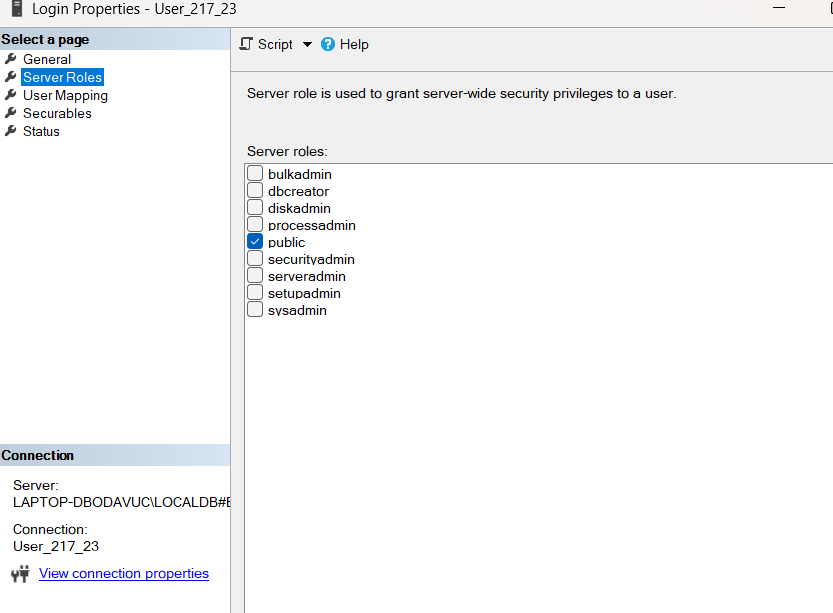 Login Properties - User_217_23
Select a page
General
Server Roles
User Mapping
Securables
Status
Script
Help
Server role is used to grant server-wide security privileges to a user.
Server roles:
bulkadmin
dbcreator
diskadmin
processadmin
public
securityadmin
serveradmin
setupadmin
sysadmin
Connection
Server:
LAPTOP-DBODAVUC\LOCALDB#
Connection:
User_217_23
View connection properties